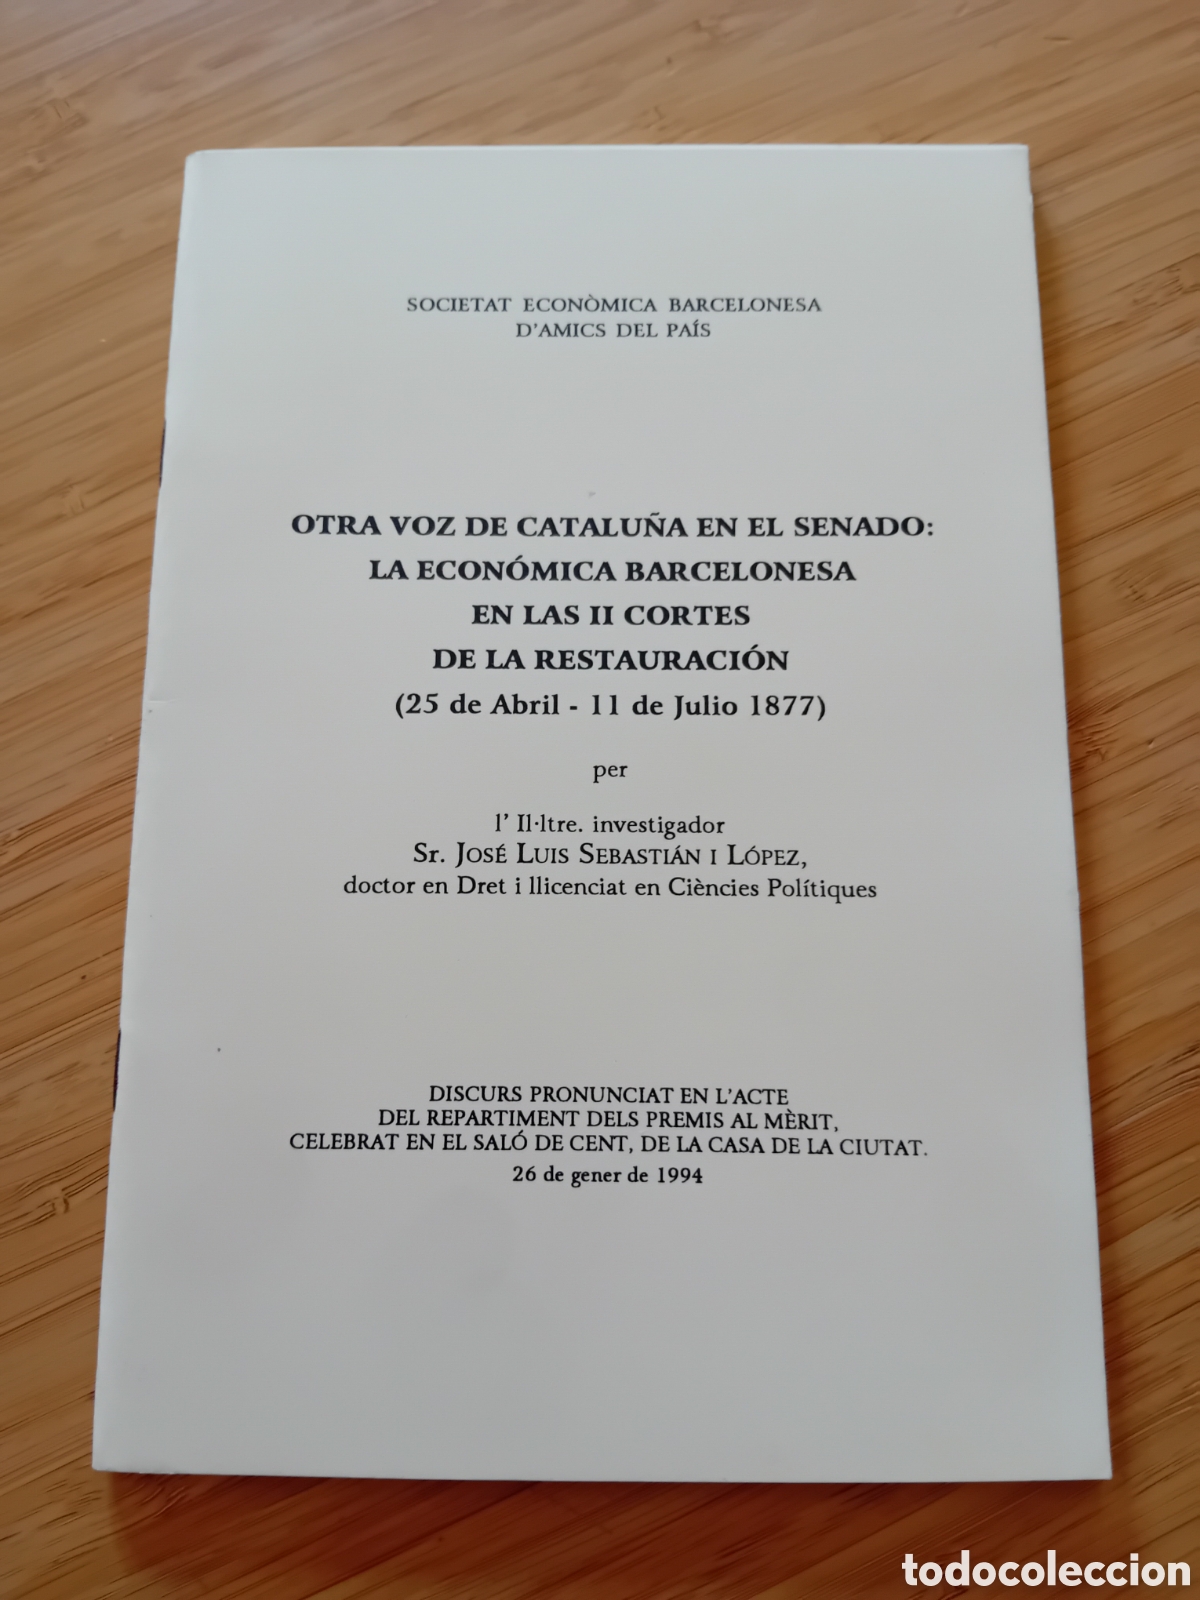 SOCIETAT ECONÒMICA BARCELONESA
D'AMICS DEL PAÍS
OTRA VOZ DE CATALUÑA EN EL SENADO:
LA ECONÓMICA BARCELONESA
EN LAS II CORTES
DE LA RESTAURACIÓN
(25 de Abril - 11 de Julio 1877)
per
l' Il·ltre. investigador
Sr. JOSÉ LUIS SEBASTIÁN I LÓPEZ,
doctor en Dret i llicenciat en Ciències Polítiques
DISCURS PRONUNCIAT EN L'ACTE
DEL REPARTIMENT DELS PREMIS AL MÈRIT,
CELEBRAT EN EL SALÓ DE CENT, DE LA CASA DE LA CIUTAT.
26 de gener de 1994
todocoleccion